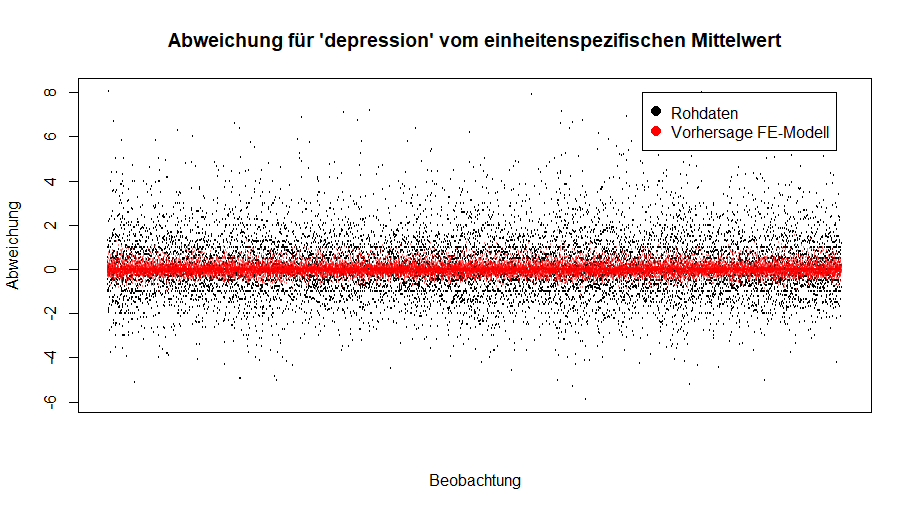 Abweichung für 'depression' vom einheitenspezifischen Mittelwert
Rohdaten
Vorhersage FE-Modell
8
6
4
2
0
-2
-4
-6
Abweichung
Beobachtung